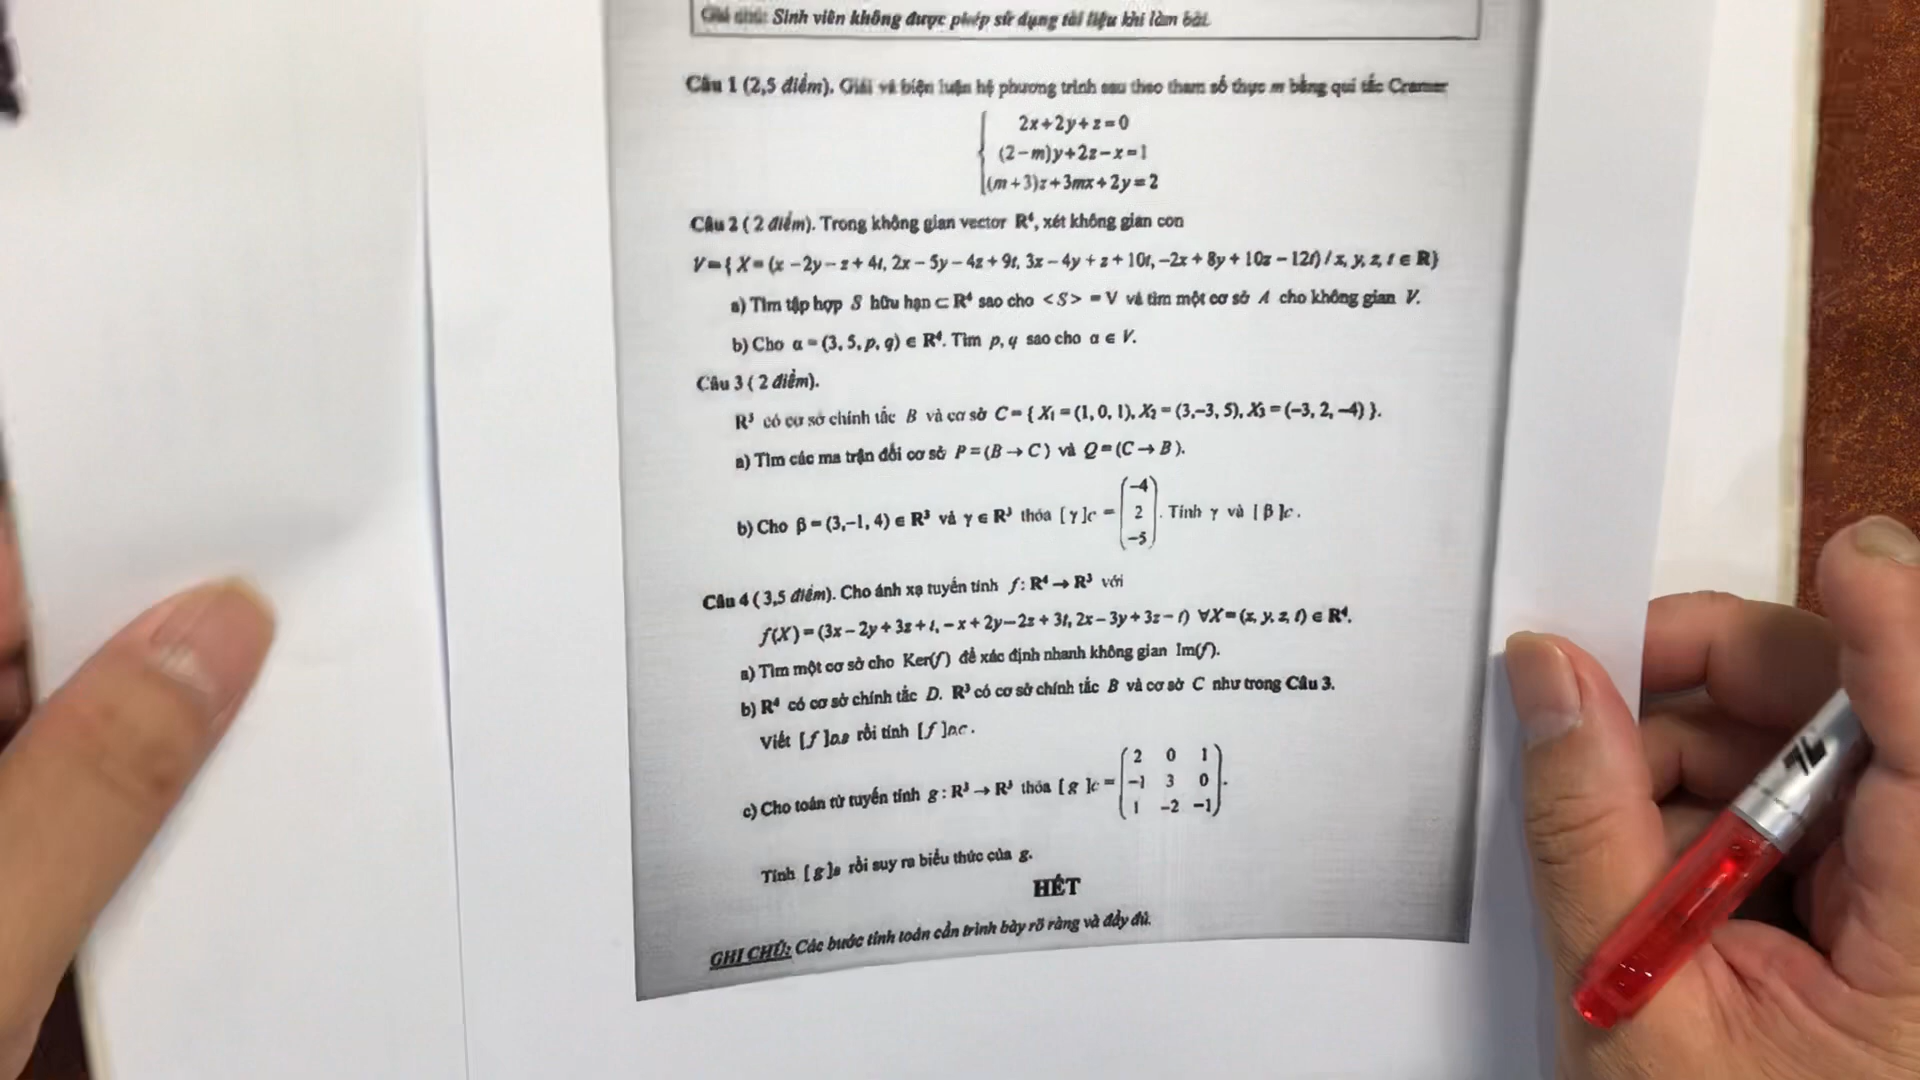 Ghi chú: Sinh viên không được phép sử dụng tài liệu khi làm bài.
Câu 1 (2,5 điểm). Giải và biện luận hệ phương trình sau theo tham số thực m bằng qui tắc Cramer
2x+2y+z=0
(2−m)y+2z−x=1
(m+3)z+3mx+2y=2
Câu 2 ( 2 điểm). Trong không gian vector R⁴, xét không gian con
V={ X=(x −2y − z + 4t, 2x − 5y − 4z + 9t, 3x − 4y + z + 10t, −2x + 8y + 10z − 12t) / x, y, z, t ∈ R}
a) Tìm tập hợp S hữu hạn ⊂ R⁴ sao cho <S> = V và tìm một cơ sở A cho không gian V.
b) Cho α = (3, 5, p, q) ∈ R⁴. Tìm p, q sao cho α ∈ V.
Câu 3 ( 2 điểm).
R³ có cơ sở chính tắc B và cơ sở C = { X₁ = (1, 0, 1), X₂ = (3,−3, 5), X₃ = (−3, 2, −4) }.
a) Tìm các ma trận đổi cơ sở P = (B → C) và Q = (C → B).
b) Cho β = (3,−1, 4) ∈ R³ và γ ∈ R³ thỏa [ γ ]C = (−4 2 −5). Tính γ và [ β ]C .
Câu 4 ( 3,5 điểm). Cho ánh xạ tuyến tính f : R⁴ → R³ với
f(X) = (3x − 2y + 3z + t, − x + 2y − 2z + 3t, 2x − 3y + 3z − t) ∀X = (x, y, z, t) ∈ R⁴.
a) Tìm một cơ sở cho Ker(f) để xác định nhanh không gian Im(f).
b) R⁴ có cơ sở chính tắc D. R³ có cơ sở chính tắc B và cơ sở C như trong Câu 3.
Viết [ f ]D,B rồi tính [ f ]D,C .
c) Cho toán tử tuyến tính g : R³ → R³ thỏa [ g ]C = (2 0 1
−1 3 0
1 −2 −1).
Tính [ g ]B rồi suy ra biểu thức của g.
HẾT
GHI CHÚ: Các bước tính toán cần trình bày rõ ràng và đầy đủ.